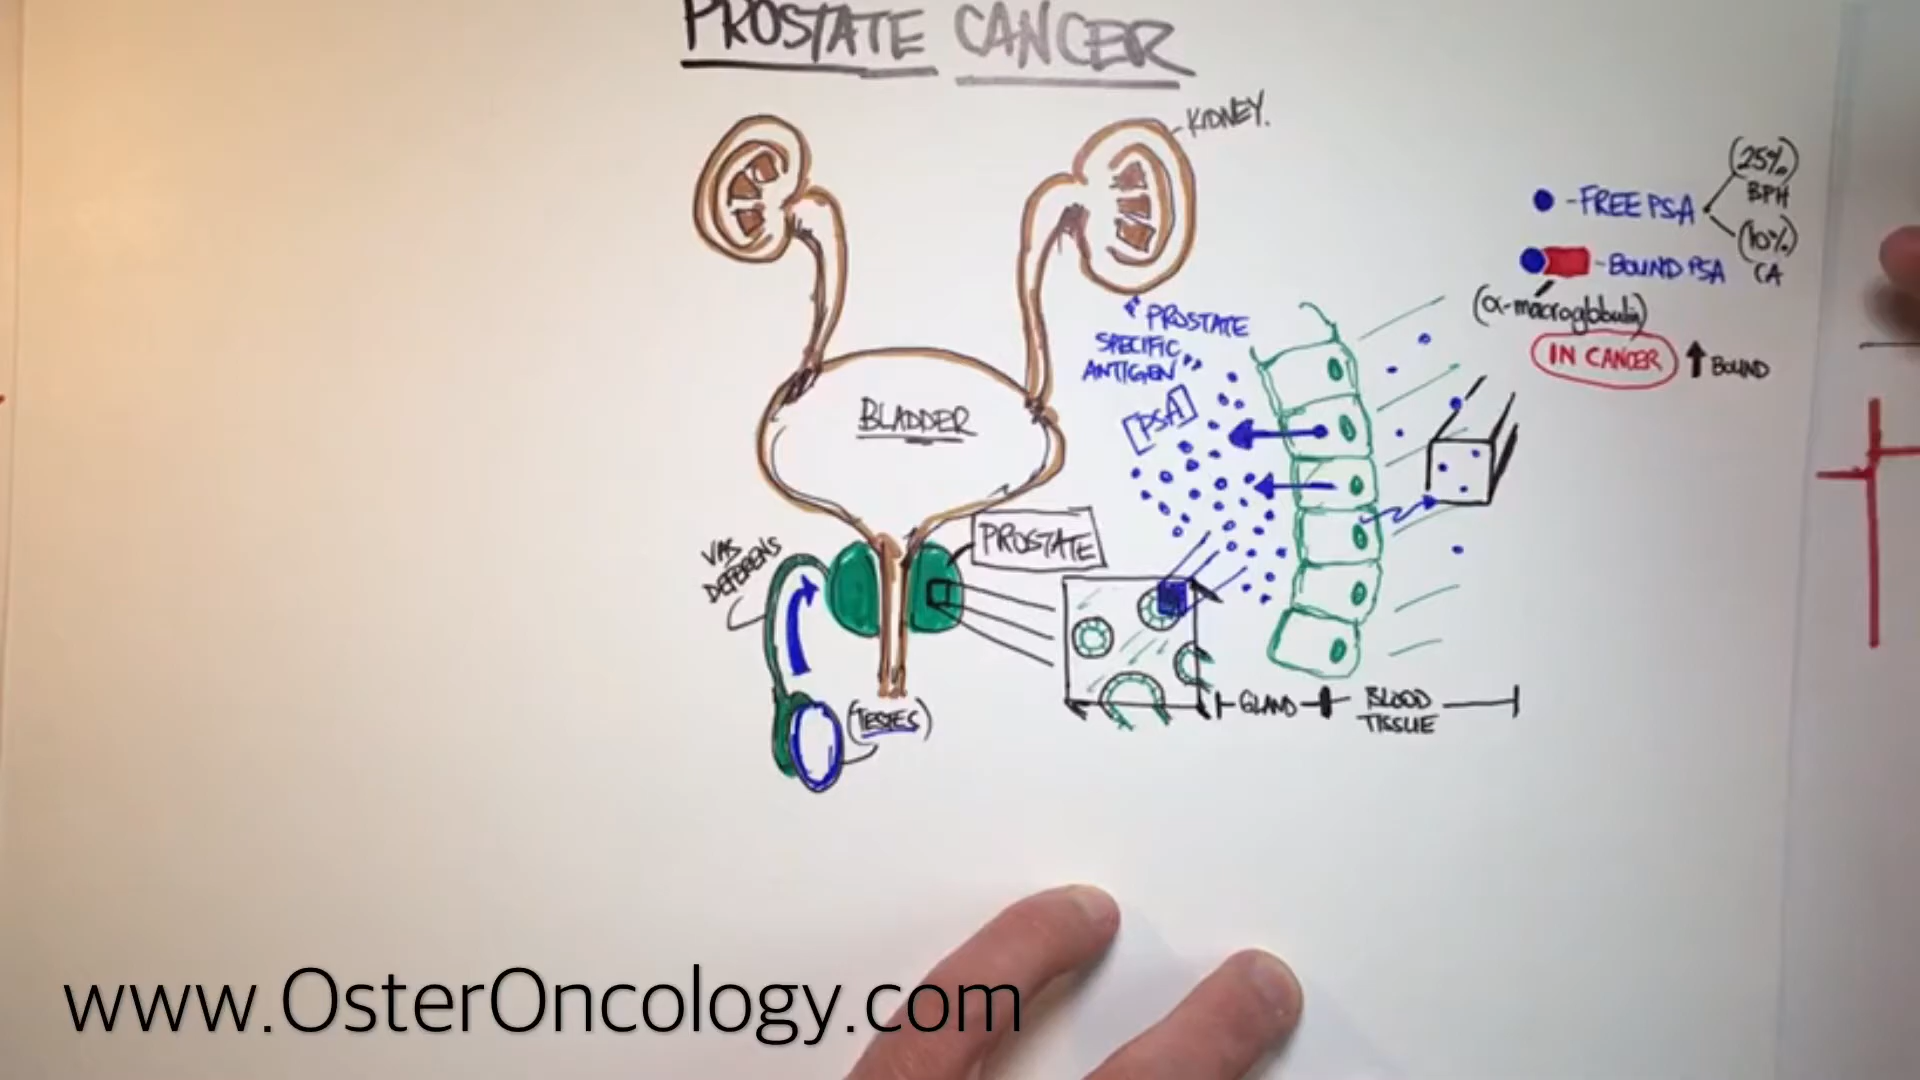 PROSTATE CANCER
KIDNEY.
(25%)
BPH
- FREE PSA
(10%)
CA
- BOUND PSA
(α-macroglobulin)
IN CANCER
BOUND
"PROSTATE
SPECIFIC
ANTIGEN"
[PSA]
BLADDER
PROSTATE
VAS
DEFERENS
(TESTES)
GLAND
BLOOD
TISSUE
www.OsterOncology.com